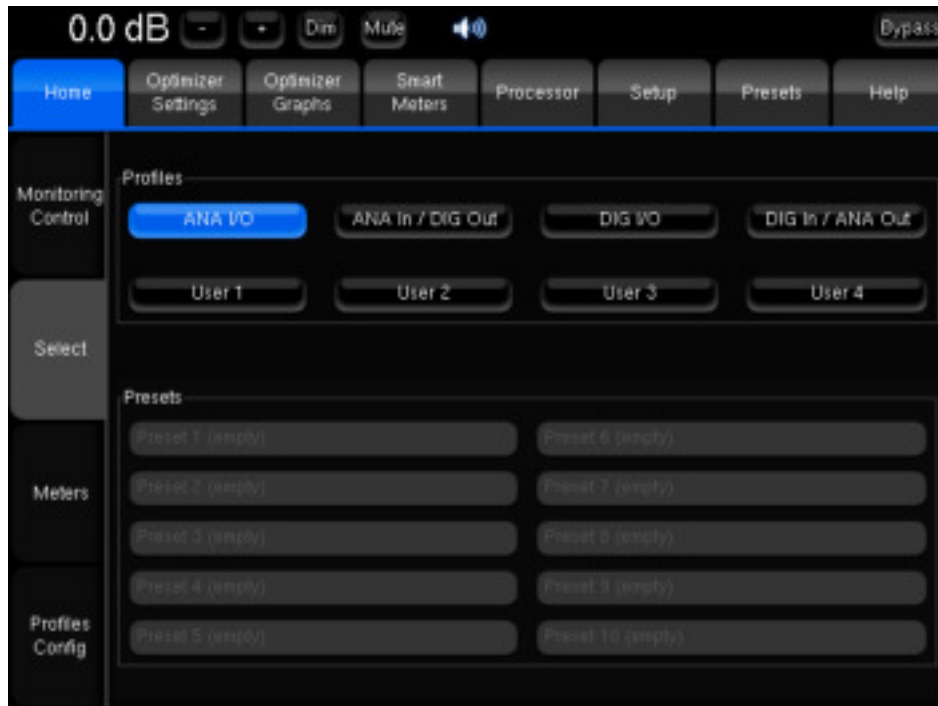 0.0 dB - + Dim Mute Bypass
Home Optimizer Settings Optimizer Graphs Smart Meters Processor Setup Presets Help
Monitoring Control
Select
Meters
Profiles Config
Profiles
ANA I/O ANA In / DIG Out DIG I/O DIG In / ANA Out
User 1 User 2 User 3 User 4
Presets
Preset 1 (empty) Preset 6 (empty)
Preset 2 (empty) Preset 7 (empty)
Preset 3 (empty) Preset 8 (empty)
Preset 4 (empty) Preset 9 (empty)
Preset 5 (empty) Preset 10 (empty)